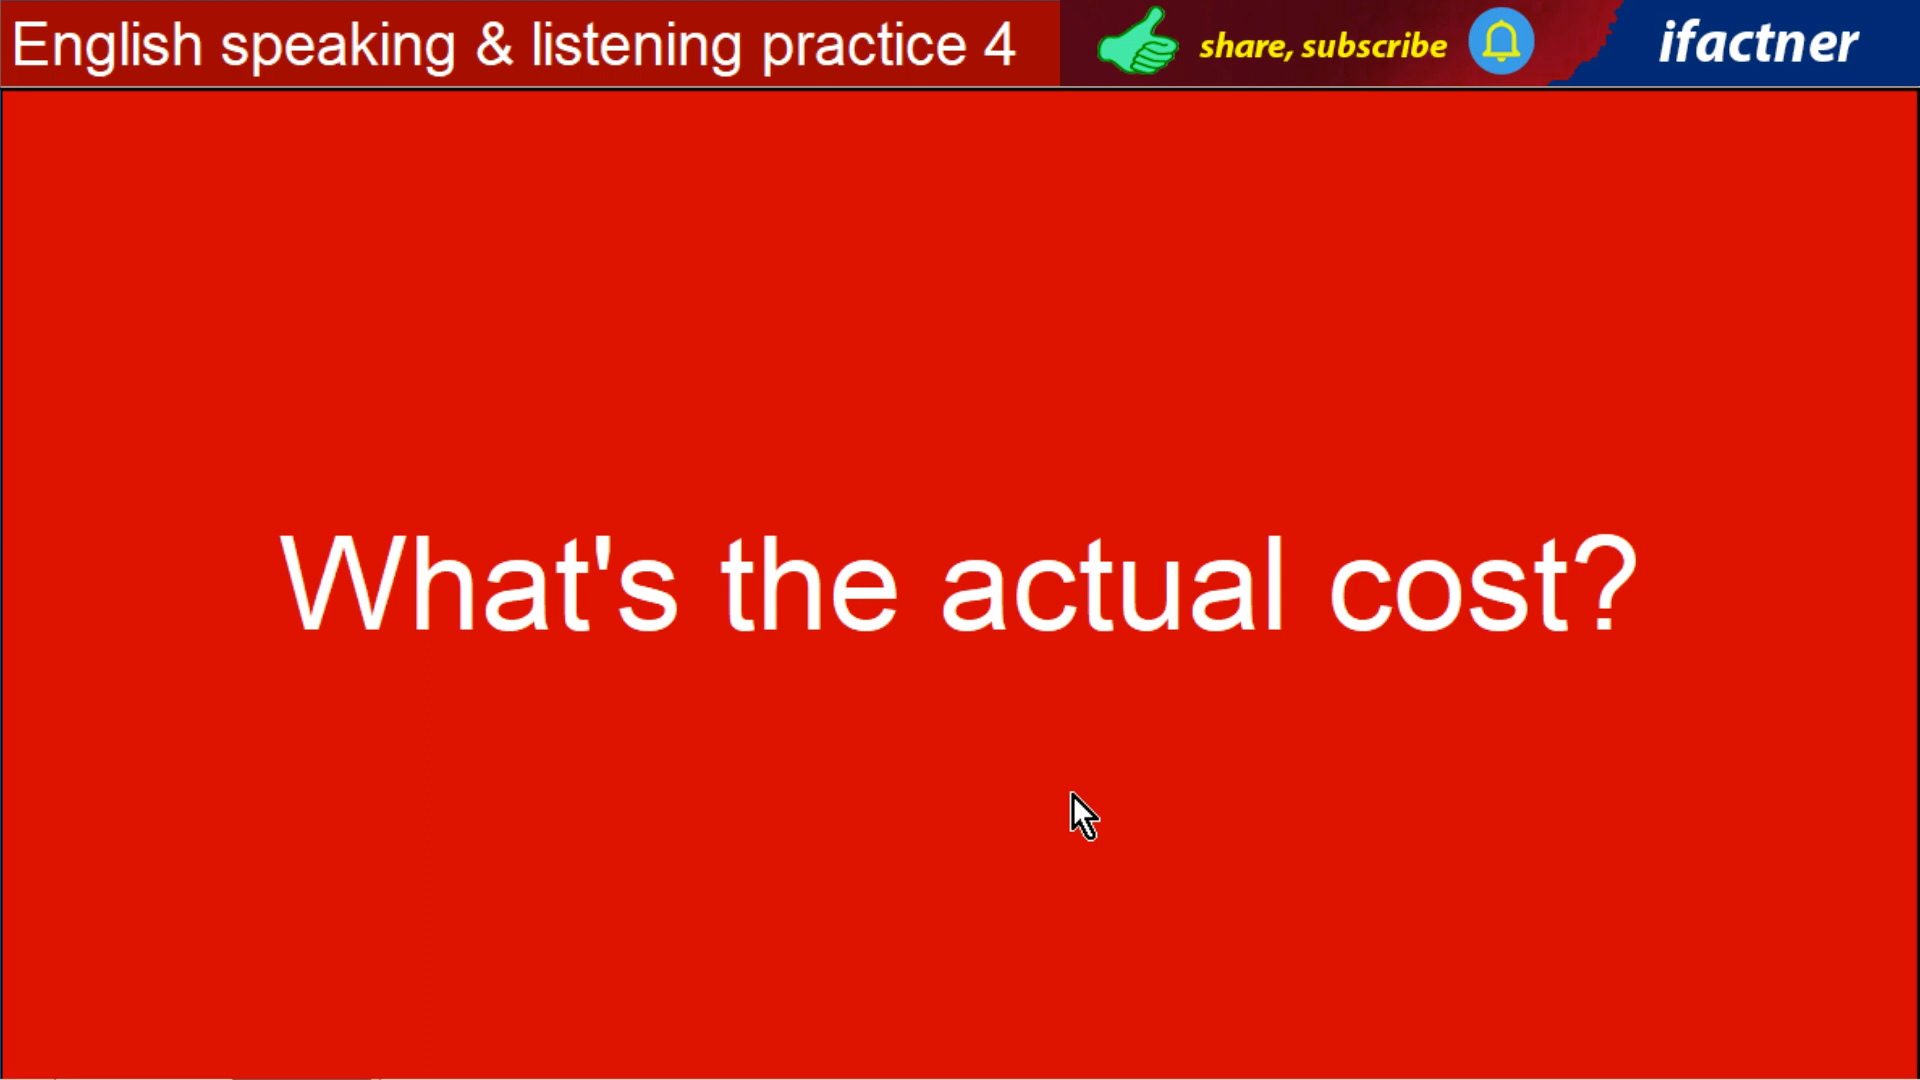 English speaking & listening practice 4
share, subscribe
ifactner
What's the actual cost?